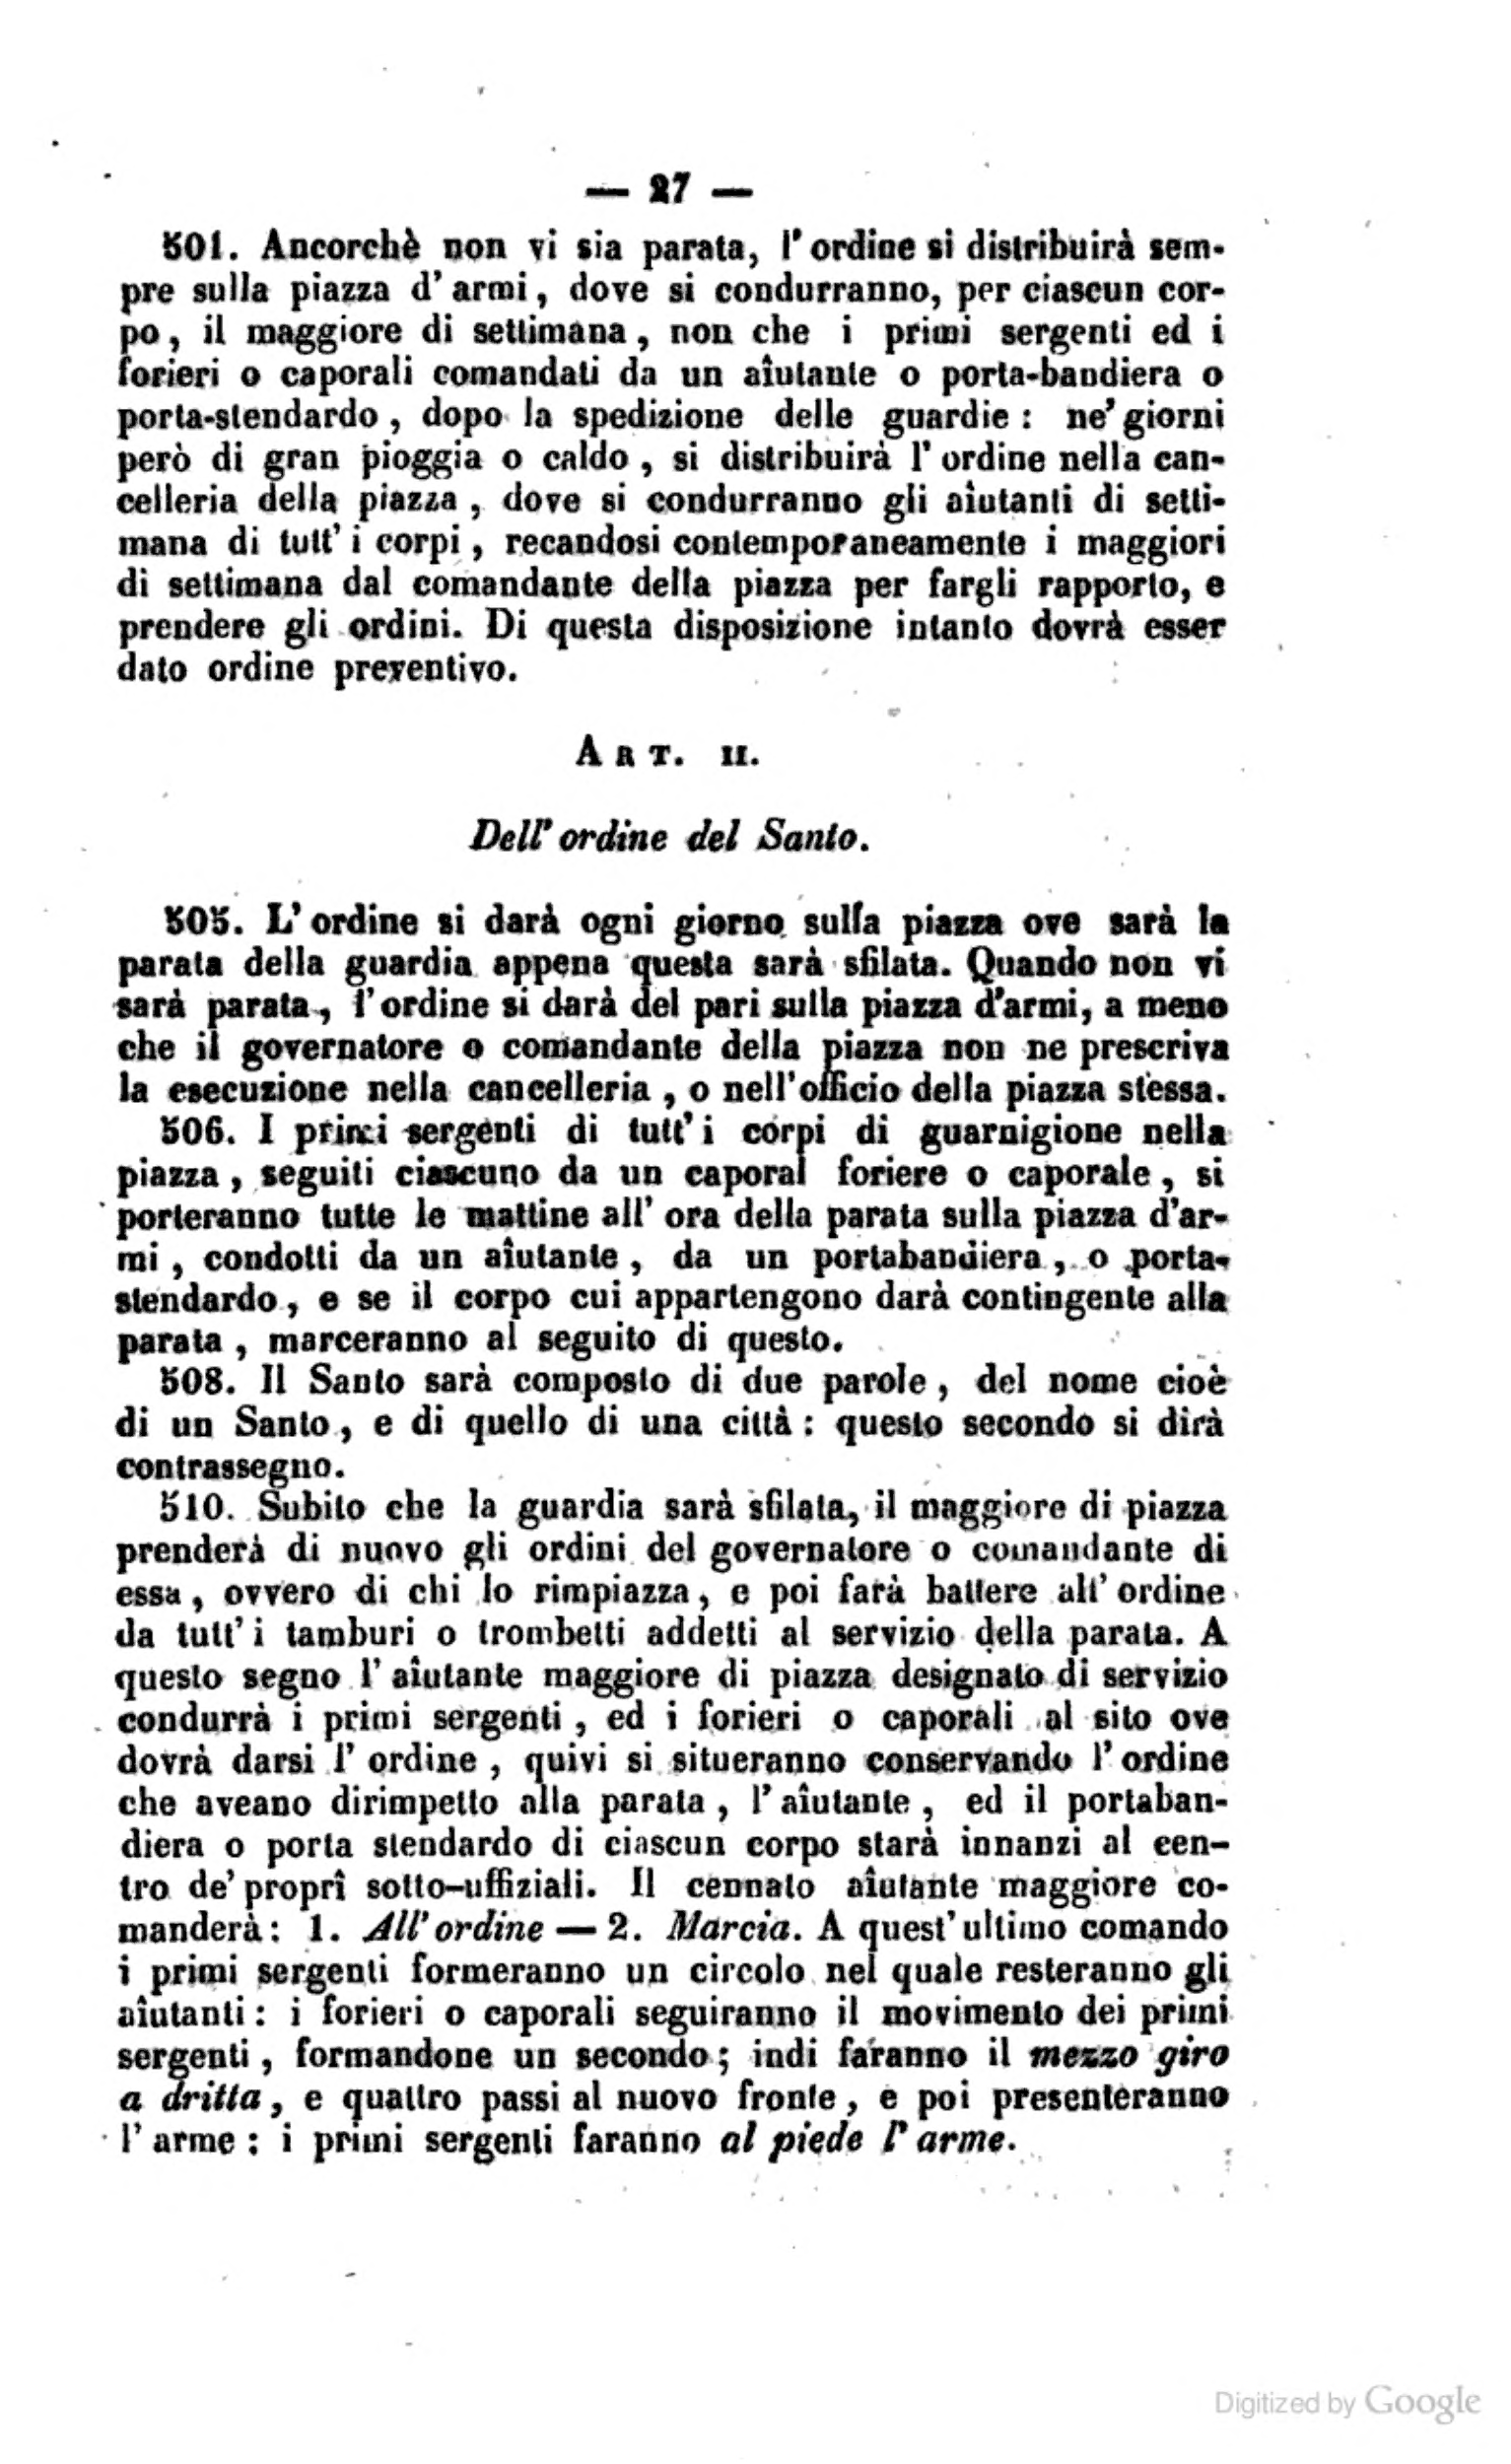 — 27 —
501. Ancorchè non vi sia parata, l' ordine si distribuirà sem-
pre sulla piazza d' armi, dove si condurranno, per ciascun cor-
po, il maggiore di settimana, non che i primi sergenti ed i
forieri o caporali comandati da un aîutante o porta-bandiera o
porta-stendardo, dopo la spedizione delle guardie : ne' giorni
però di gran pioggia o caldo, si distribuirà l' ordine nella can-
celleria della piazza, dove si condurranno gli aîutanti di setti-
mana di tutt' i corpi, recandosi contemporaneamente i maggiori
di settimana dal comandante della piazza per fargli rapporto, e
prendere gli ordini. Di questa disposizione intanto dovrà esser
dato ordine preventivo.
ART. II.
Dell' ordine del Santo.
505. L' ordine si darà ogni giorno sulla piazza ove sarà la
parata della guardia appena questa sarà sfilata. Quando non vi
sarà parata, l' ordine si darà del pari sulla piazza d'armi, a meno
che il governatore o comandante della piazza non ne prescriva
la esecuzione nella cancelleria, o nell' officio della piazza stessa.
506. I primi sergenti di tutt' i corpi di guarnigione nella
piazza, seguiti ciascuno da un caporal foriere o caporale, si
porteranno tutte le mattine all' ora della parata sulla piazza d'ar-
mi, condotti da un aîutante, da un portabandiera, o porta-
stendardo, e se il corpo cui appartengono darà contingente alla
parata, marceranno al seguito di questo.
508. Il Santo sarà composto di due parole, del nome cioè
di un Santo, e di quello di una città : questo secondo si dirà
contrassegno.
510. Subito che la guardia sarà sfilata, il maggiore di piazza
prenderà di nuovo gli ordini del governatore o comandante di
essa, ovvero di chi lo rimpiazza, e poi farà battere all' ordine
da tutt' i tamburi o trombetti addetti al servizio della parata. A
questo segno l' aîutante maggiore di piazza designato di servizio
condurrà i primi sergenti, ed i forieri o caporali al sito ove
dovrà darsi l' ordine, quivi si situeranno conservando l' ordine
che aveano dirimpetto alla parata, l' aîutante, ed il portaban-
diera o porta stendardo di ciascun corpo starà innanzi al cen-
tro de' proprî sotto-uffiziali. Il cennato aîutante maggiore co-
manderà: 1. All' ordine — 2. Marcia. A quest' ultimo comando
i primi sergenti formeranno un circolo nel quale resteranno gli
aîutanti : i forieri o caporali seguiranno il movimento dei primi
sergenti, formandone un secondo; indi faranno il mezzo giro
a dritta, e quattro passi al nuovo fronte, e poi presenteranno
l' arme : i primi sergenti faranno al piede l' arme.
Digitized by Google